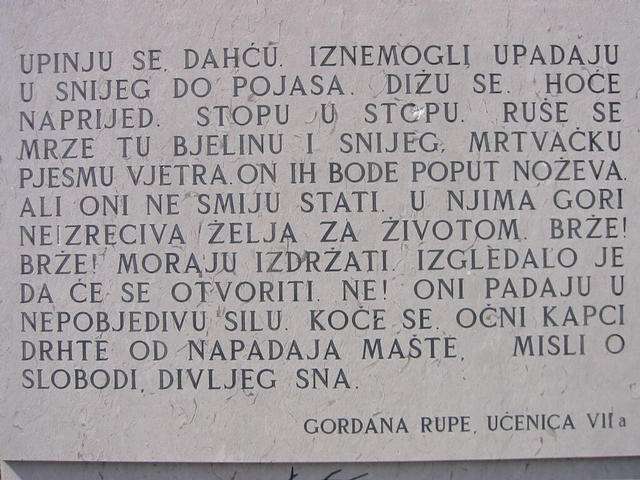 UPINJU SE, DAHĆU. IZNEMOGLI UPADAJU
U SNIJEG DO POJASA. DIŽU SE. HOĆE
NAPRIJED. STOPU U STOPU. RUŠE SE
MRZE TU BJELINU I SNIJEG, MRTVAČKU
PJESMU VJETRA. ON IH BODE POPUT NOŽEVA.
ALI ONI NE SMIJU STATI. U NJIMA GORI
NEIZRECIVA ŽELJA ZA ŽIVOTOM. BRŽE!
BRŽE! MORAJU IZDRŽATI. IZGLEDALO JE
DA ĆE SE OTVORITI. NE! ONI PADAJU U
NEPOBJEDIVU SILU. KOČE SE, OČNI KAPCI
DRHTE OD NAPADAJA MAŠTE, MISLI O
SLOBODI, DIVLJEG SNA.
GORDANA RUPE, UČENICA VII a